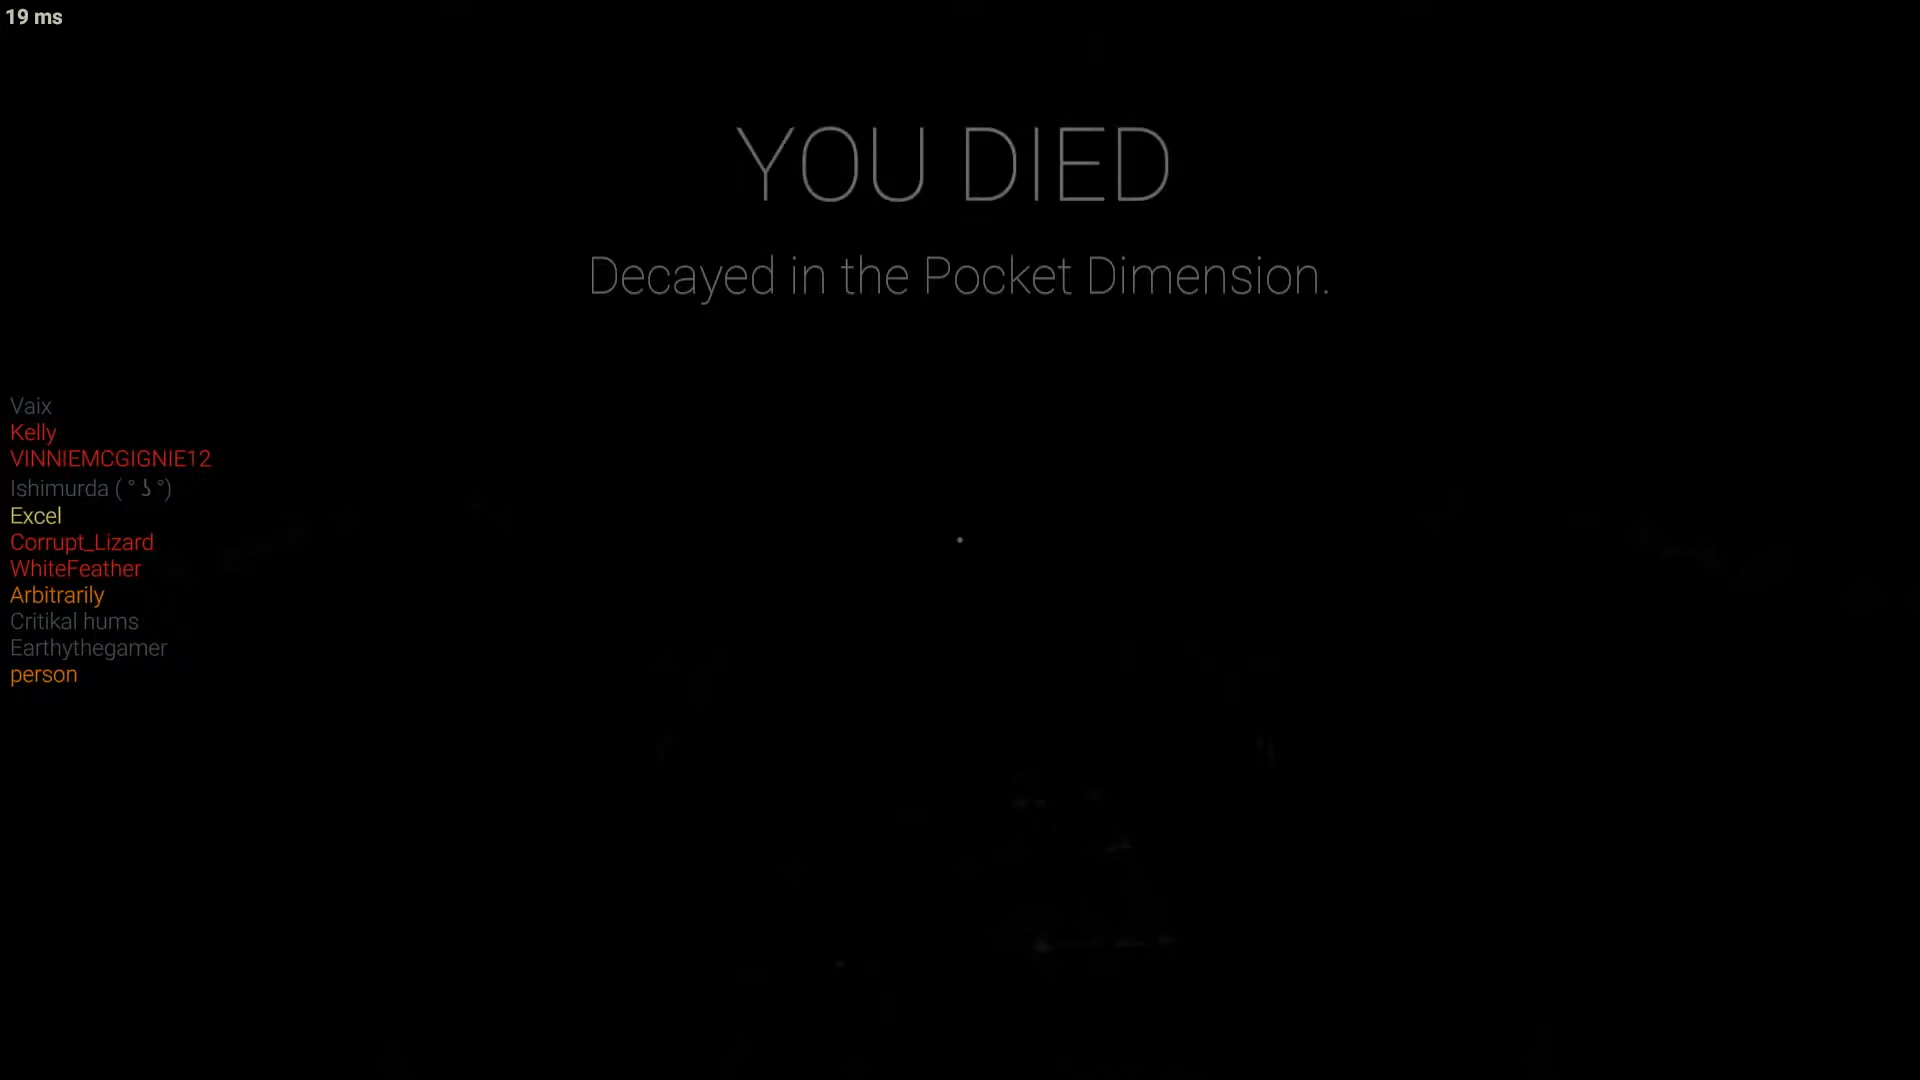 19 ms
YOU DIED
Decayed in the Pocket Dimension.
Vaix
Kelly
VINNIEMCGIGNIE12
Ishimurda ( ° ʖ °)
Excel
Corrupt_Lizard
WhiteFeather
Arbitrarily
Critikal hums
Earthythegamer
person